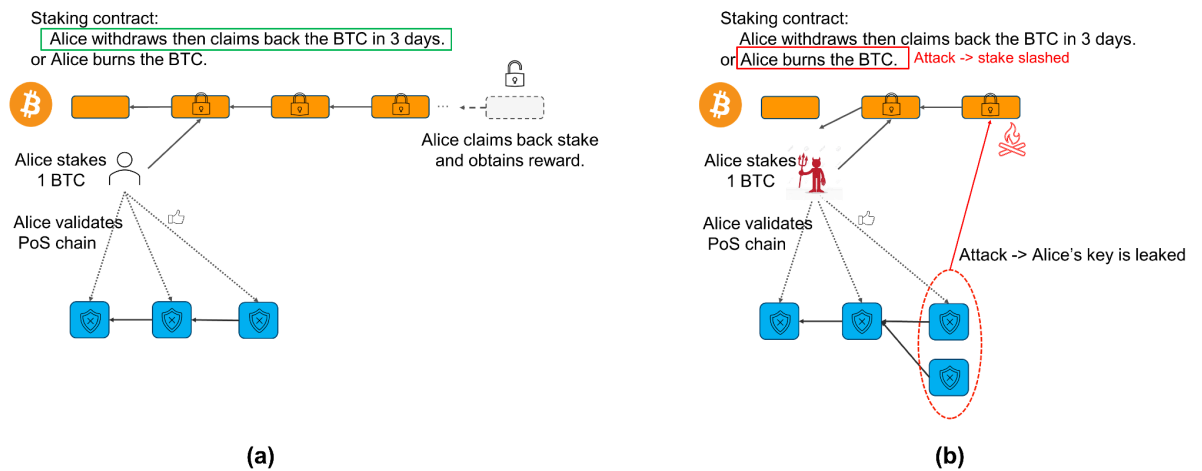 Staking contract:
Alice withdraws then claims back the BTC in 3 days.
or Alice burns the BTC.
...
Alice claims back stake
and obtains reward.
Alice stakes
1 BTC
Alice validates
PoS chain
(a)
Staking contract:
Alice withdraws then claims back the BTC in 3 days.
or Alice burns the BTC. Attack -> stake slashed
Alice stakes
1 BTC
Alice validates
PoS chain
Attack -> Alice's key is leaked
(b)